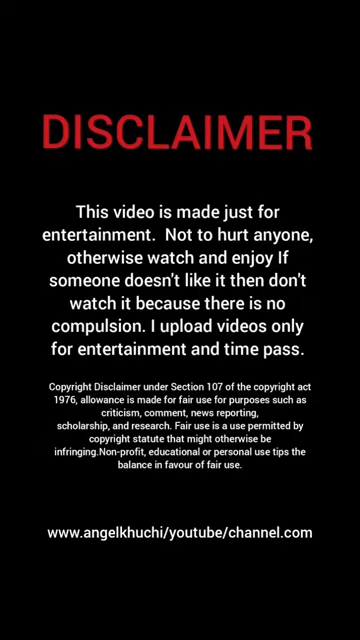 DISCLAIMER
This video is made just for
entertainment.  Not to hurt anyone,
otherwise watch and enjoy If
someone doesn't like it then don't
watch it because there is no
compulsion. I upload videos only
for entertainment and time pass.
Copyright Disclaimer under Section 107 of the copyright act
1976, allowance is made for fair use for purposes such as
criticism, comment, news reporting,
scholarship, and research. Fair use is a use permitted by
copyright statute that might otherwise be
infringing.Non-profit, educational or personal use tips the
balance in favour of fair use.
www.angelkhuchi/youtube/channel.com